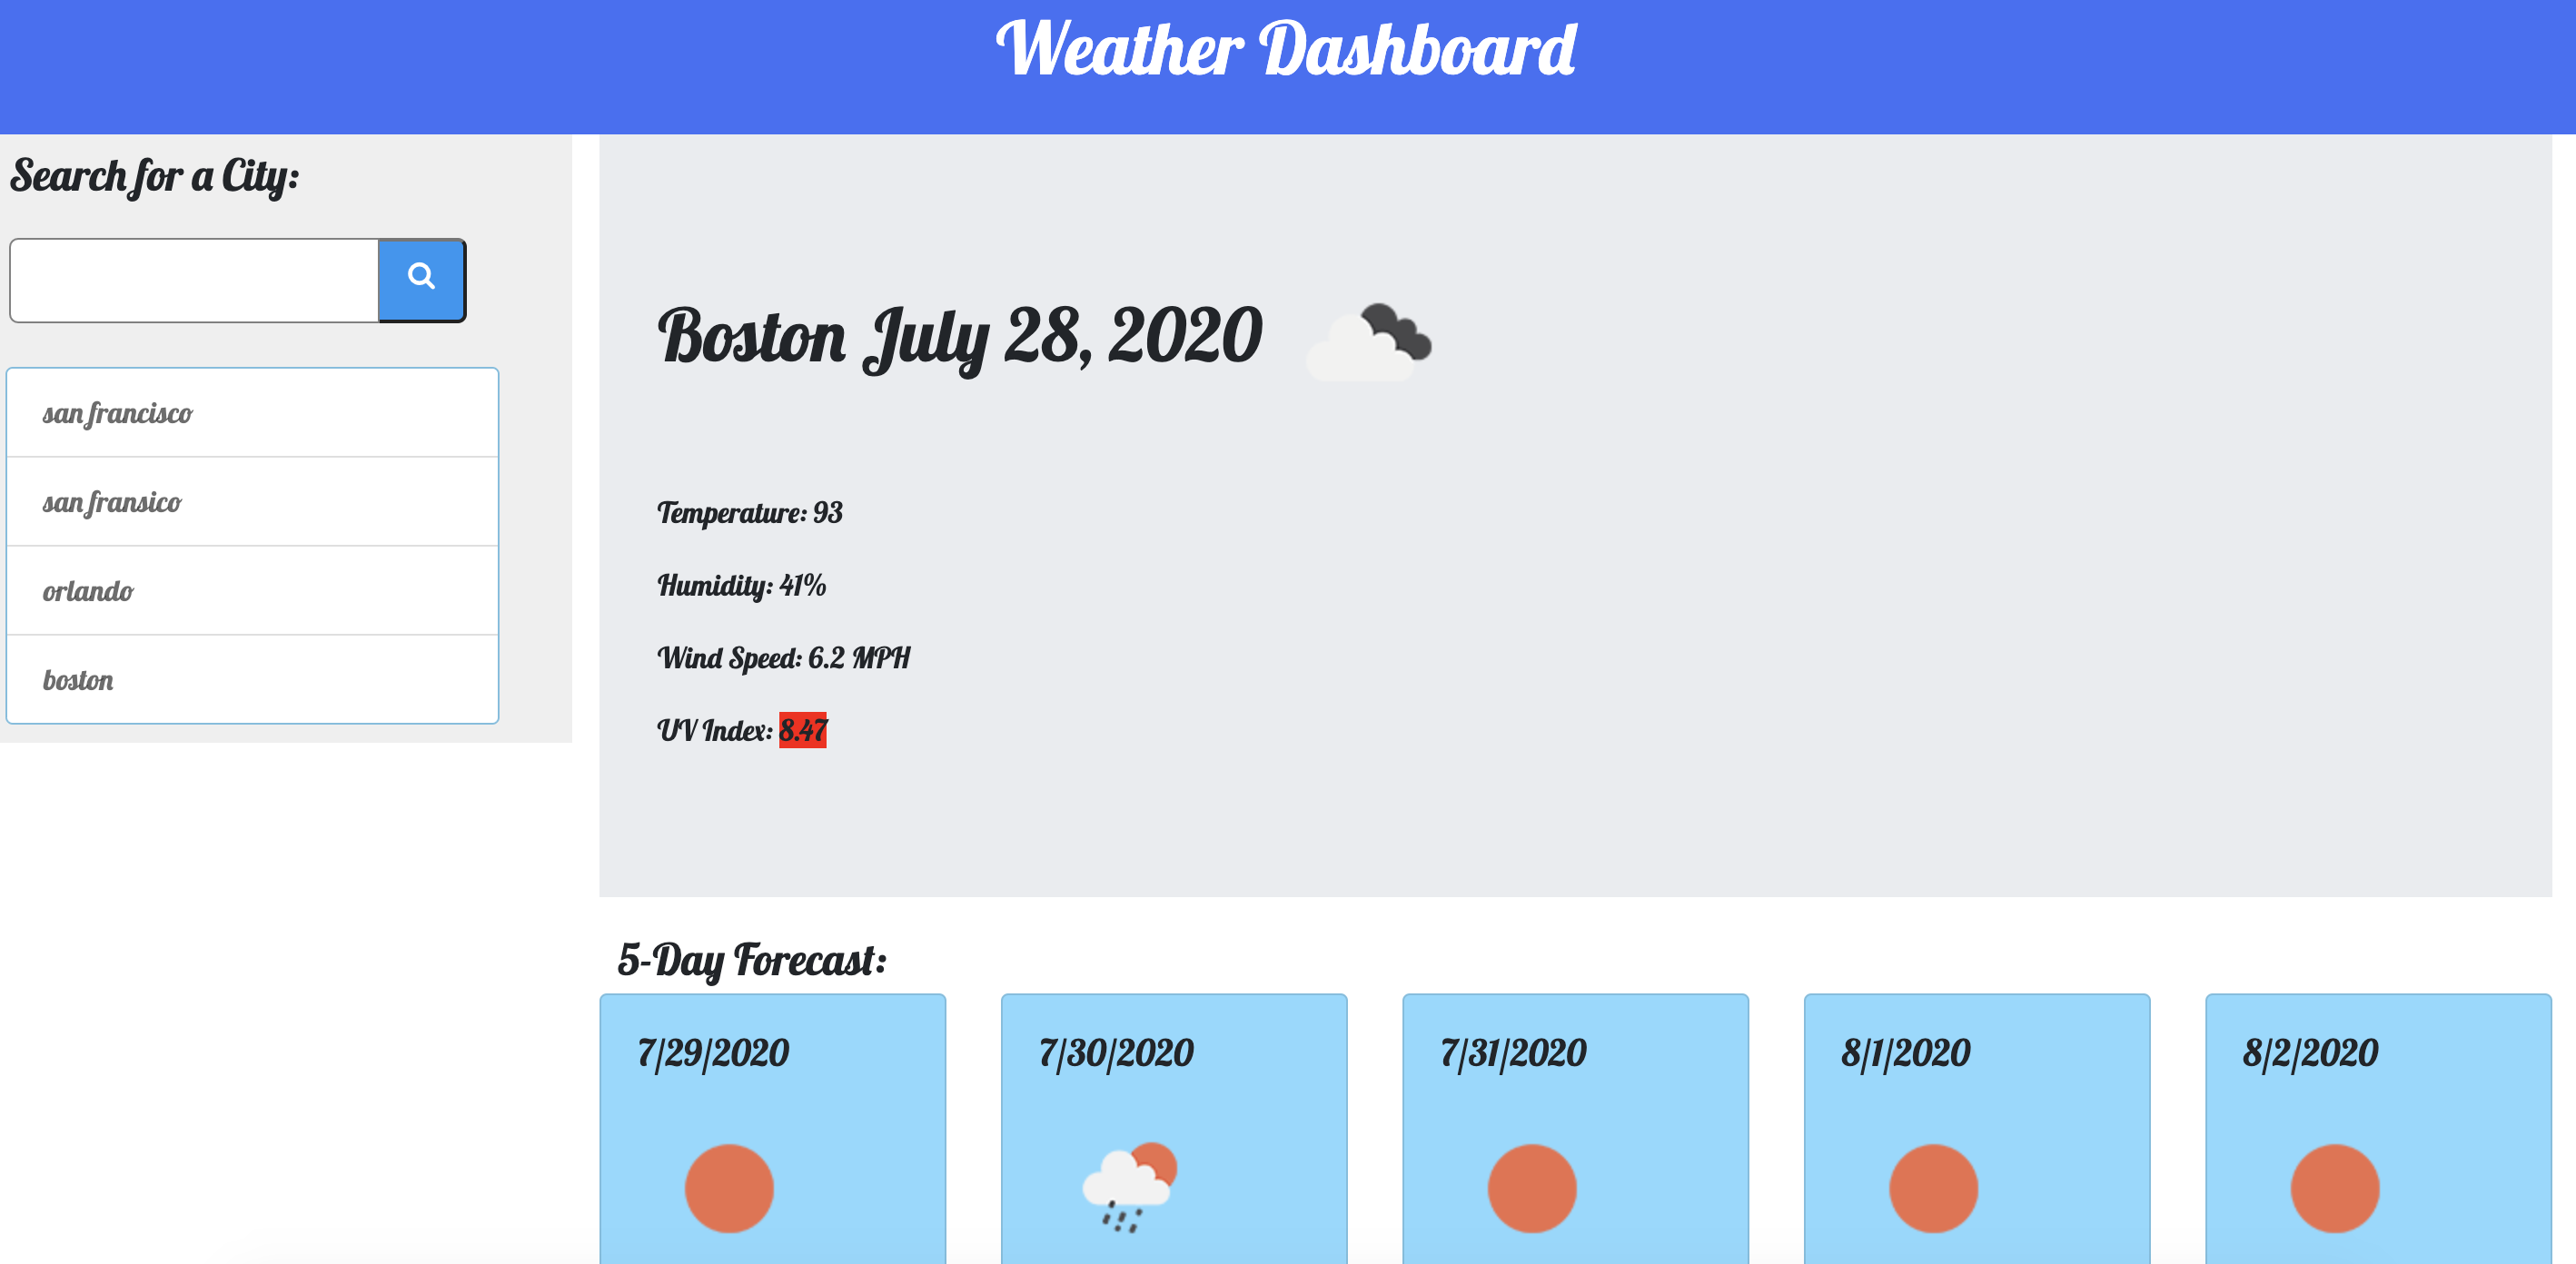 Weather Dashboard
Search for a City:
san francisco
san fransico
orlando
boston
Boston July 28, 2020
Temperature: 93
Humidity: 41%
Wind Speed: 6.2 MPH
UV Index: 8.47
5-Day Forecast:
7/29/2020
7/30/2020
7/31/2020
8/1/2020
8/2/2020